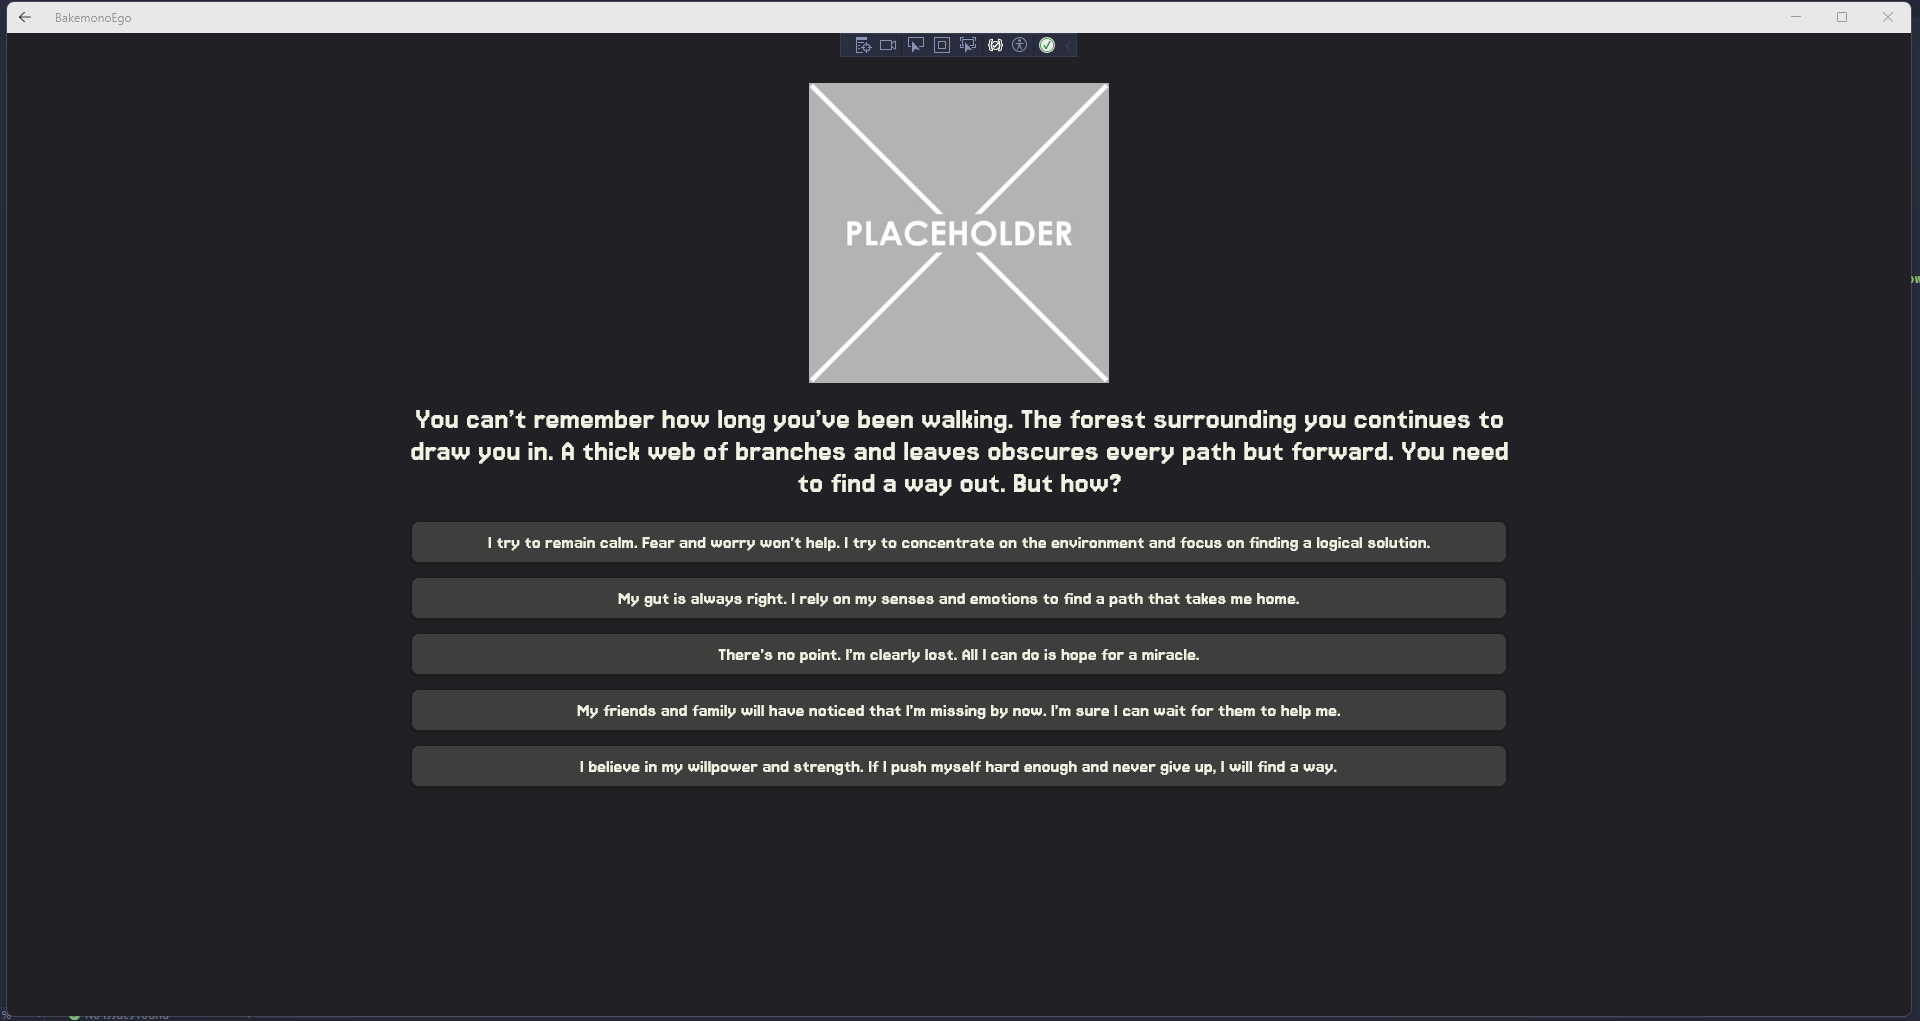 BakemonoEgo
PLACEHOLDER
You can't remember how long you've been walking. The forest surrounding you continues to
draw you in. A thick web of branches and leaves obscures every path but forward. You need
to find a way out. But how?
I try to remain calm. Fear and worry won't help. I try to concentrate on the environment and focus on finding a logical solution.
My gut is always right. I rely on my senses and emotions to find a path that takes me home.
There's no point. I'm clearly lost. All I can do is hope for a miracle.
My friends and family will have noticed that I'm missing by now. I'm sure I can wait for them to help me.
I believe in my willpower and strength. If I push myself hard enough and never give up, I will find a way.
% No issues found